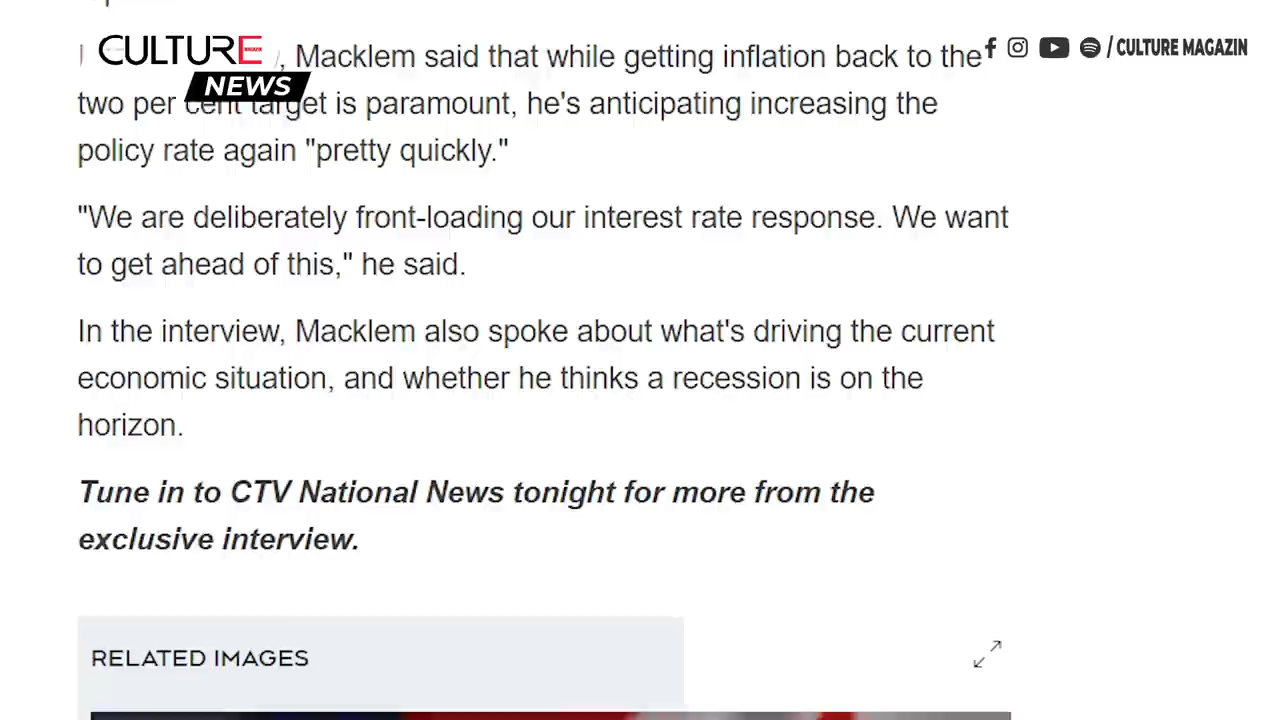 CULTURE
MAGAZIN
NEWS
/ CULTURE MAGAZIN
, Macklem said that while getting inflation back to the
two per cent target is paramount, he's anticipating increasing the
policy rate again "pretty quickly."
"We are deliberately front-loading our interest rate response. We want
to get ahead of this," he said.
In the interview, Macklem also spoke about what's driving the current
economic situation, and whether he thinks a recession is on the
horizon.
Tune in to CTV National News tonight for more from the
exclusive interview.
RELATED IMAGES